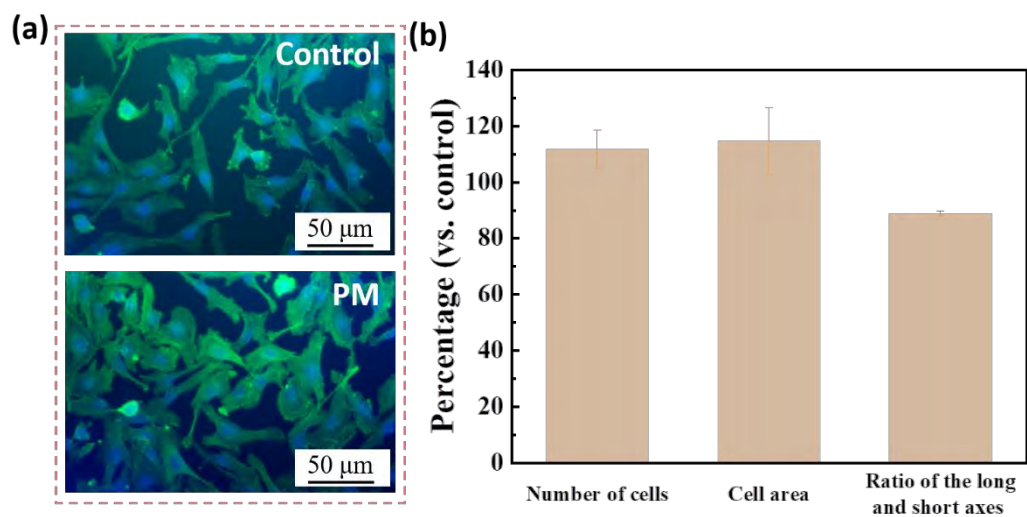 (a)
Control
50 μm
PM
50 μm
(b)
Percentage (vs. control)
140
120
100
80
60
40
20
0
Number of cells
Cell area
Ratio of the long
and short axes